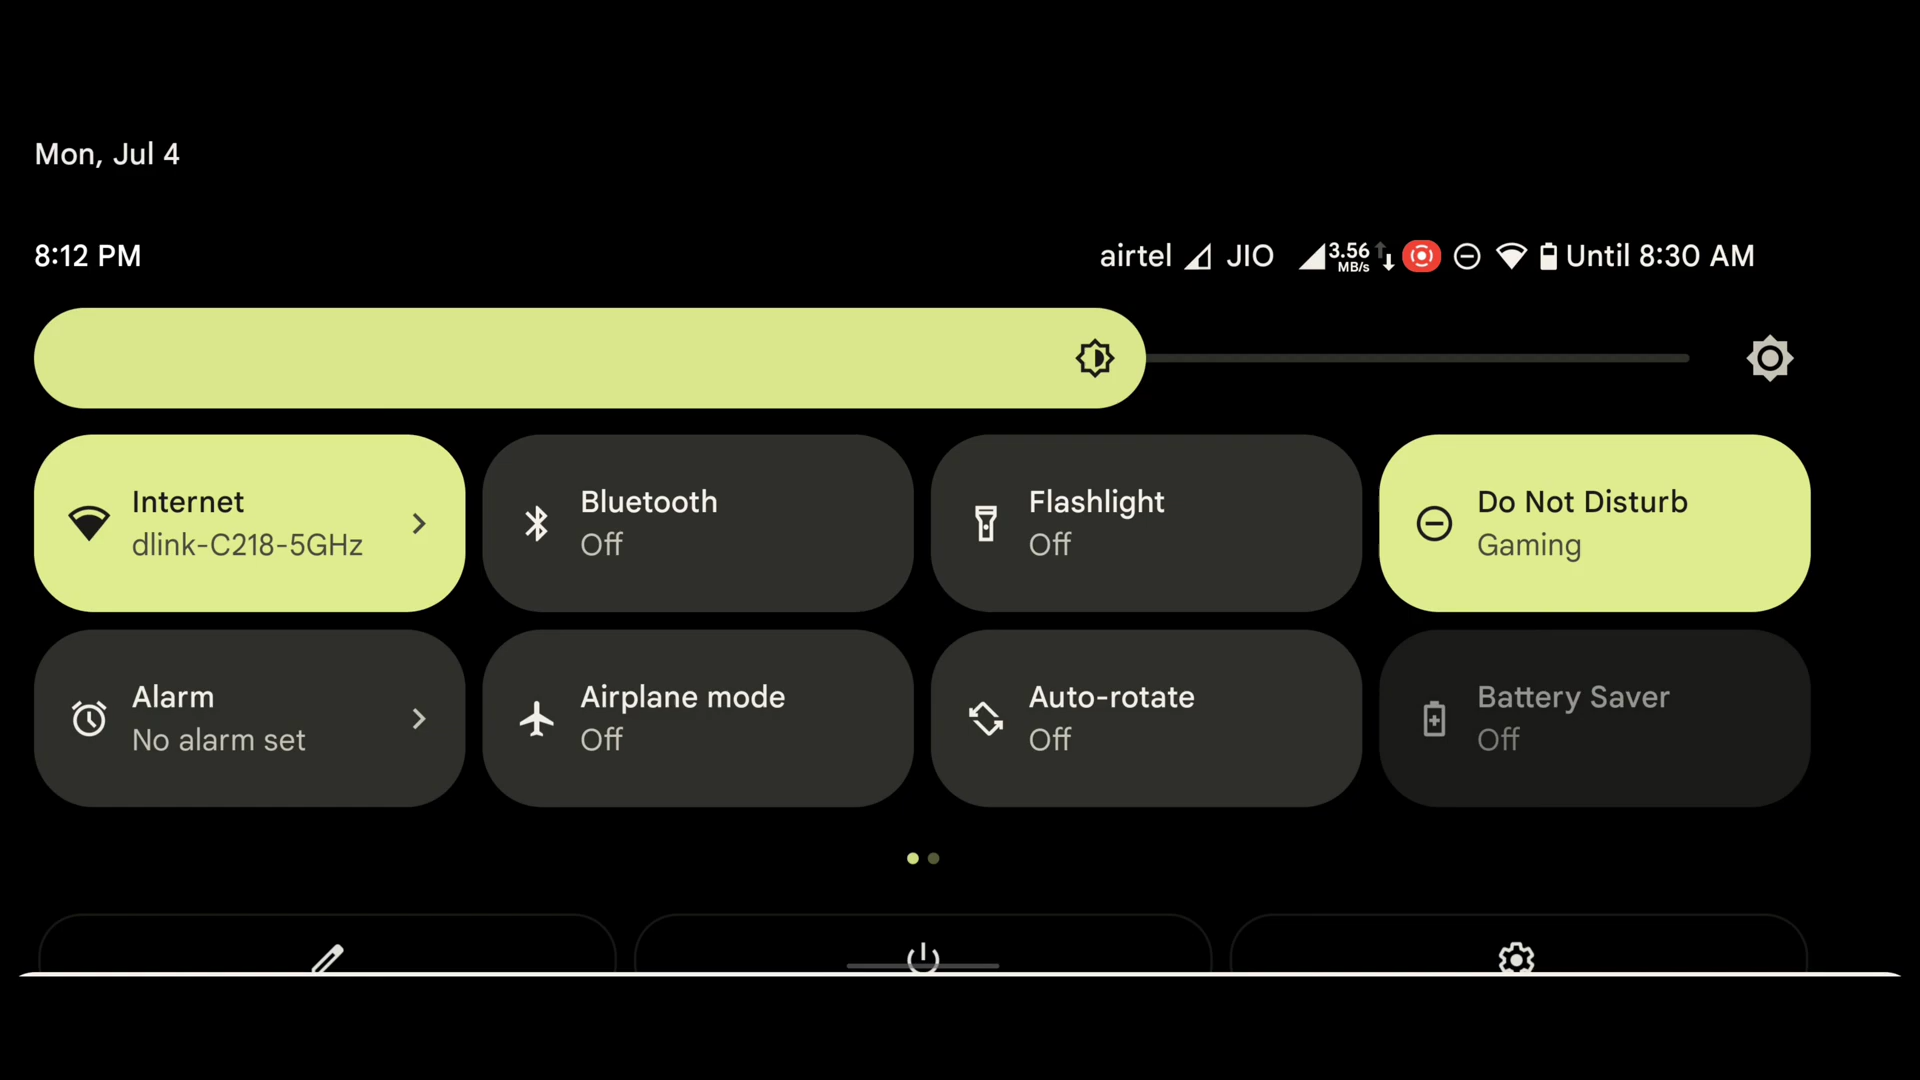 Mon, Jul 4
8:12 PM
airtel JIO 3.56 MB/s Until 8:30 AM
Internet
dlink-C218-5GHz
Bluetooth
Off
Flashlight
Off
Do Not Disturb
Gaming
Alarm
No alarm set
Airplane mode
Off
Auto-rotate
Off
Battery Saver
Off